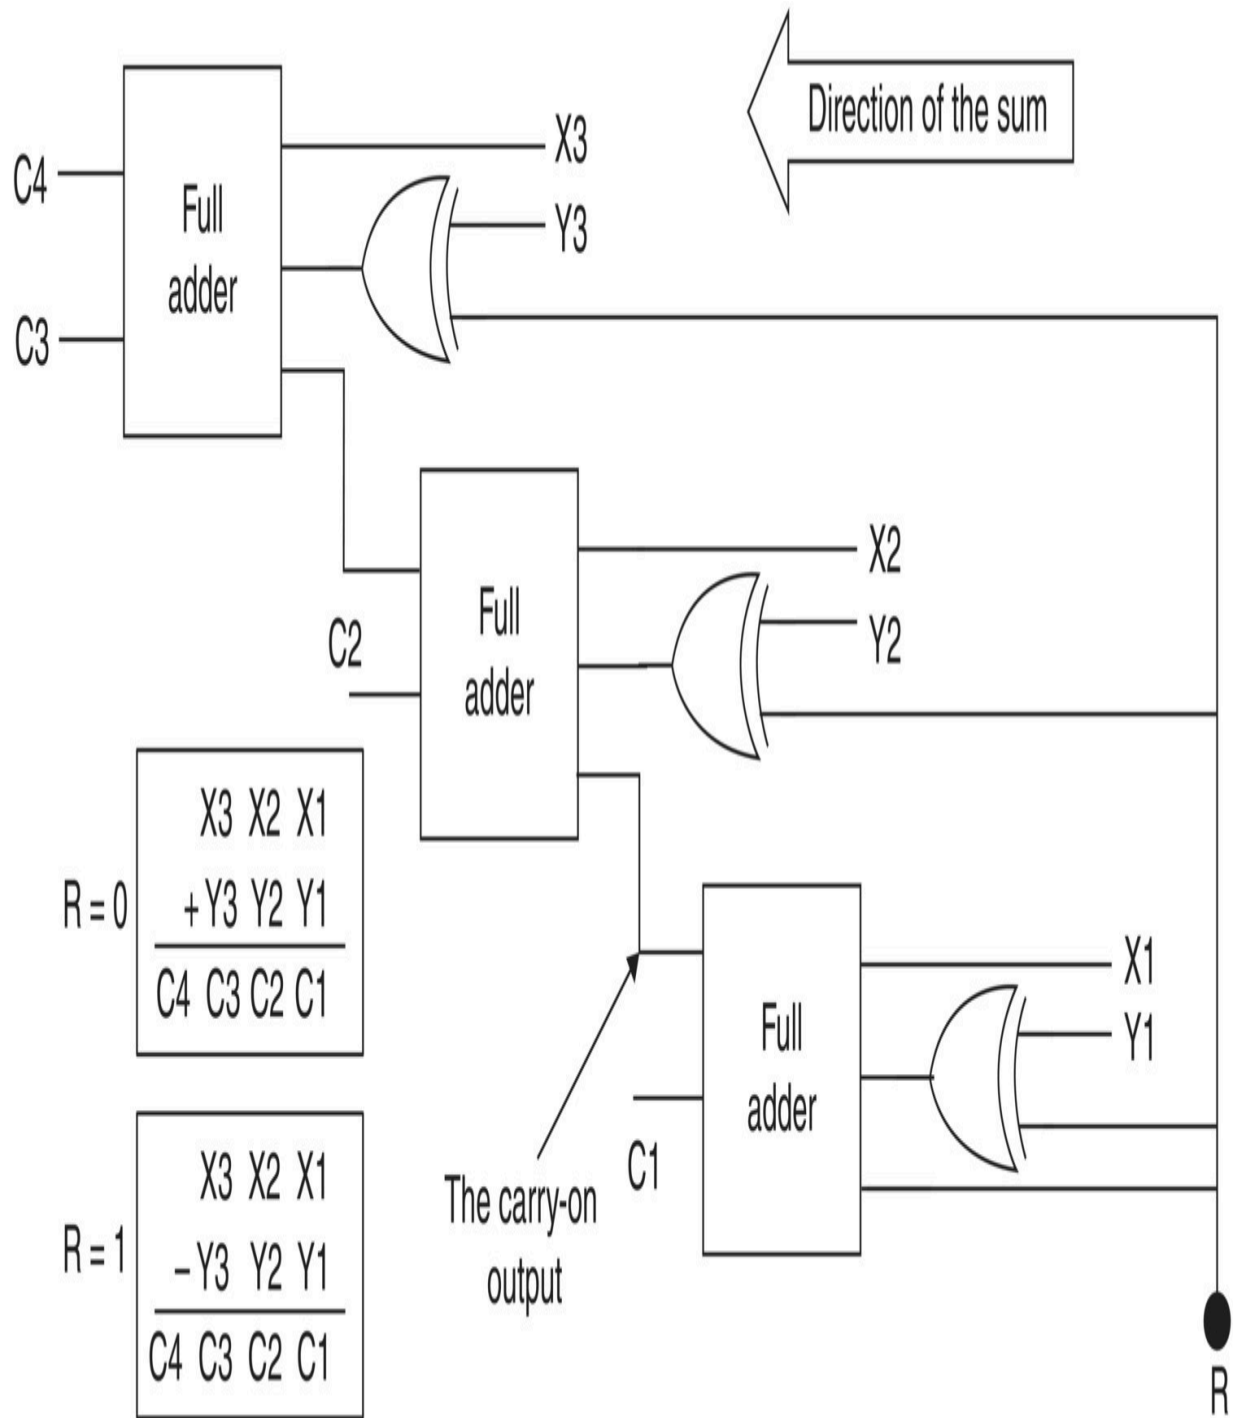 Direction of the sum
X3
C4
Y3
Full
adder
C3
X2
Full
adder
C2
Y2
X3 X2 X1
R = 0
+ Y3 Y2 Y1
C4 C3 C2 C1
X1
Y1
Full
adder
C1
The carry-on
output
X3 X2 X1
R = 1
– Y3 Y2 Y1
C4 C3 C2 C1
R